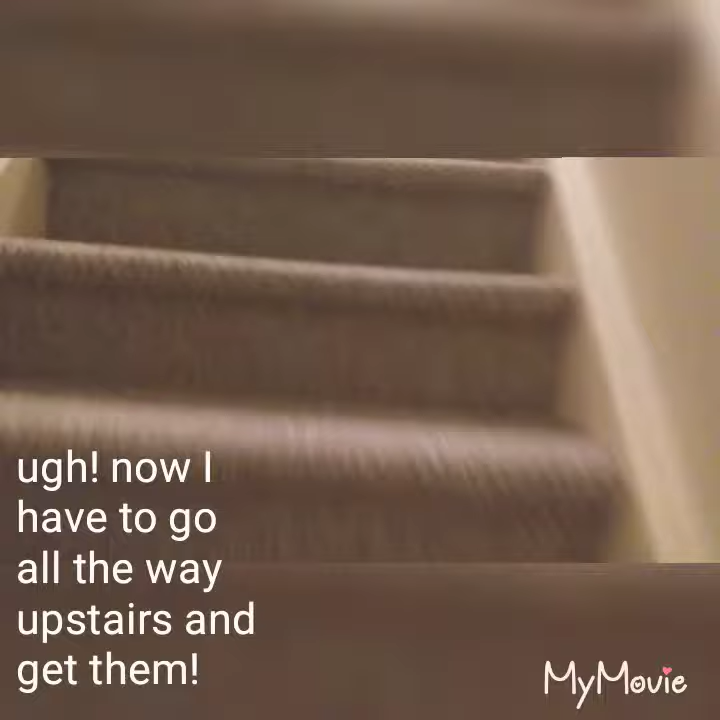 ugh! now I
have to go
all the way
upstairs and
get them!
MyMovie